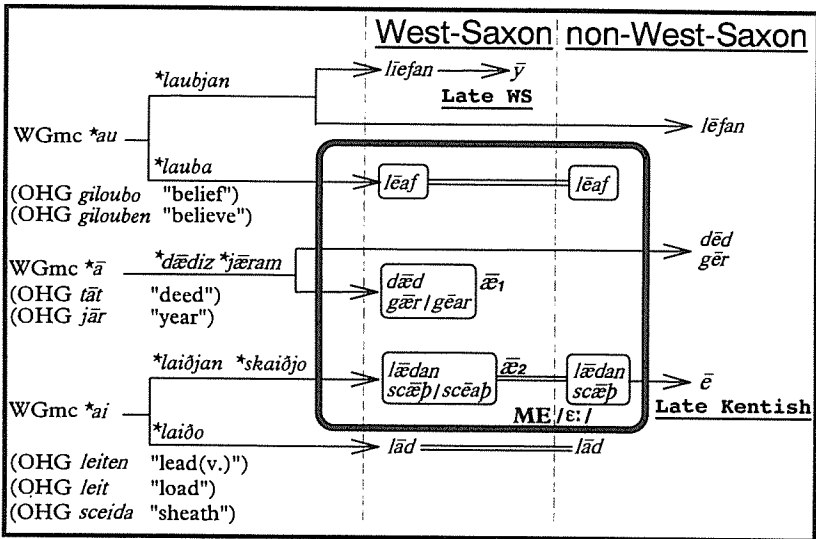 West-Saxon non-West-Saxon
*laubjan līefan ȳ
Late WS
lēfan
WGmc *au
*lauba lēaf lēaf
(OHG giloubo "belief")
(OHG gilouben "believe")
dēd
gēr
WGmc *ā *dǣdiz *jǣram
dǣd ǣ1
gǣr/gēar
(OHG tāt "deed")
(OHG jār "year")
*laiðjan *skaiðjo lǣdan ǣ2 lǣdan
scǣþ/scēaþ scǣþ ē
WGmc *ai Late Kentish
ME /ɛː/
*laiðo lād lād
(OHG leiten "lead(v.)")
(OHG leit "load")
(OHG sceida "sheath")